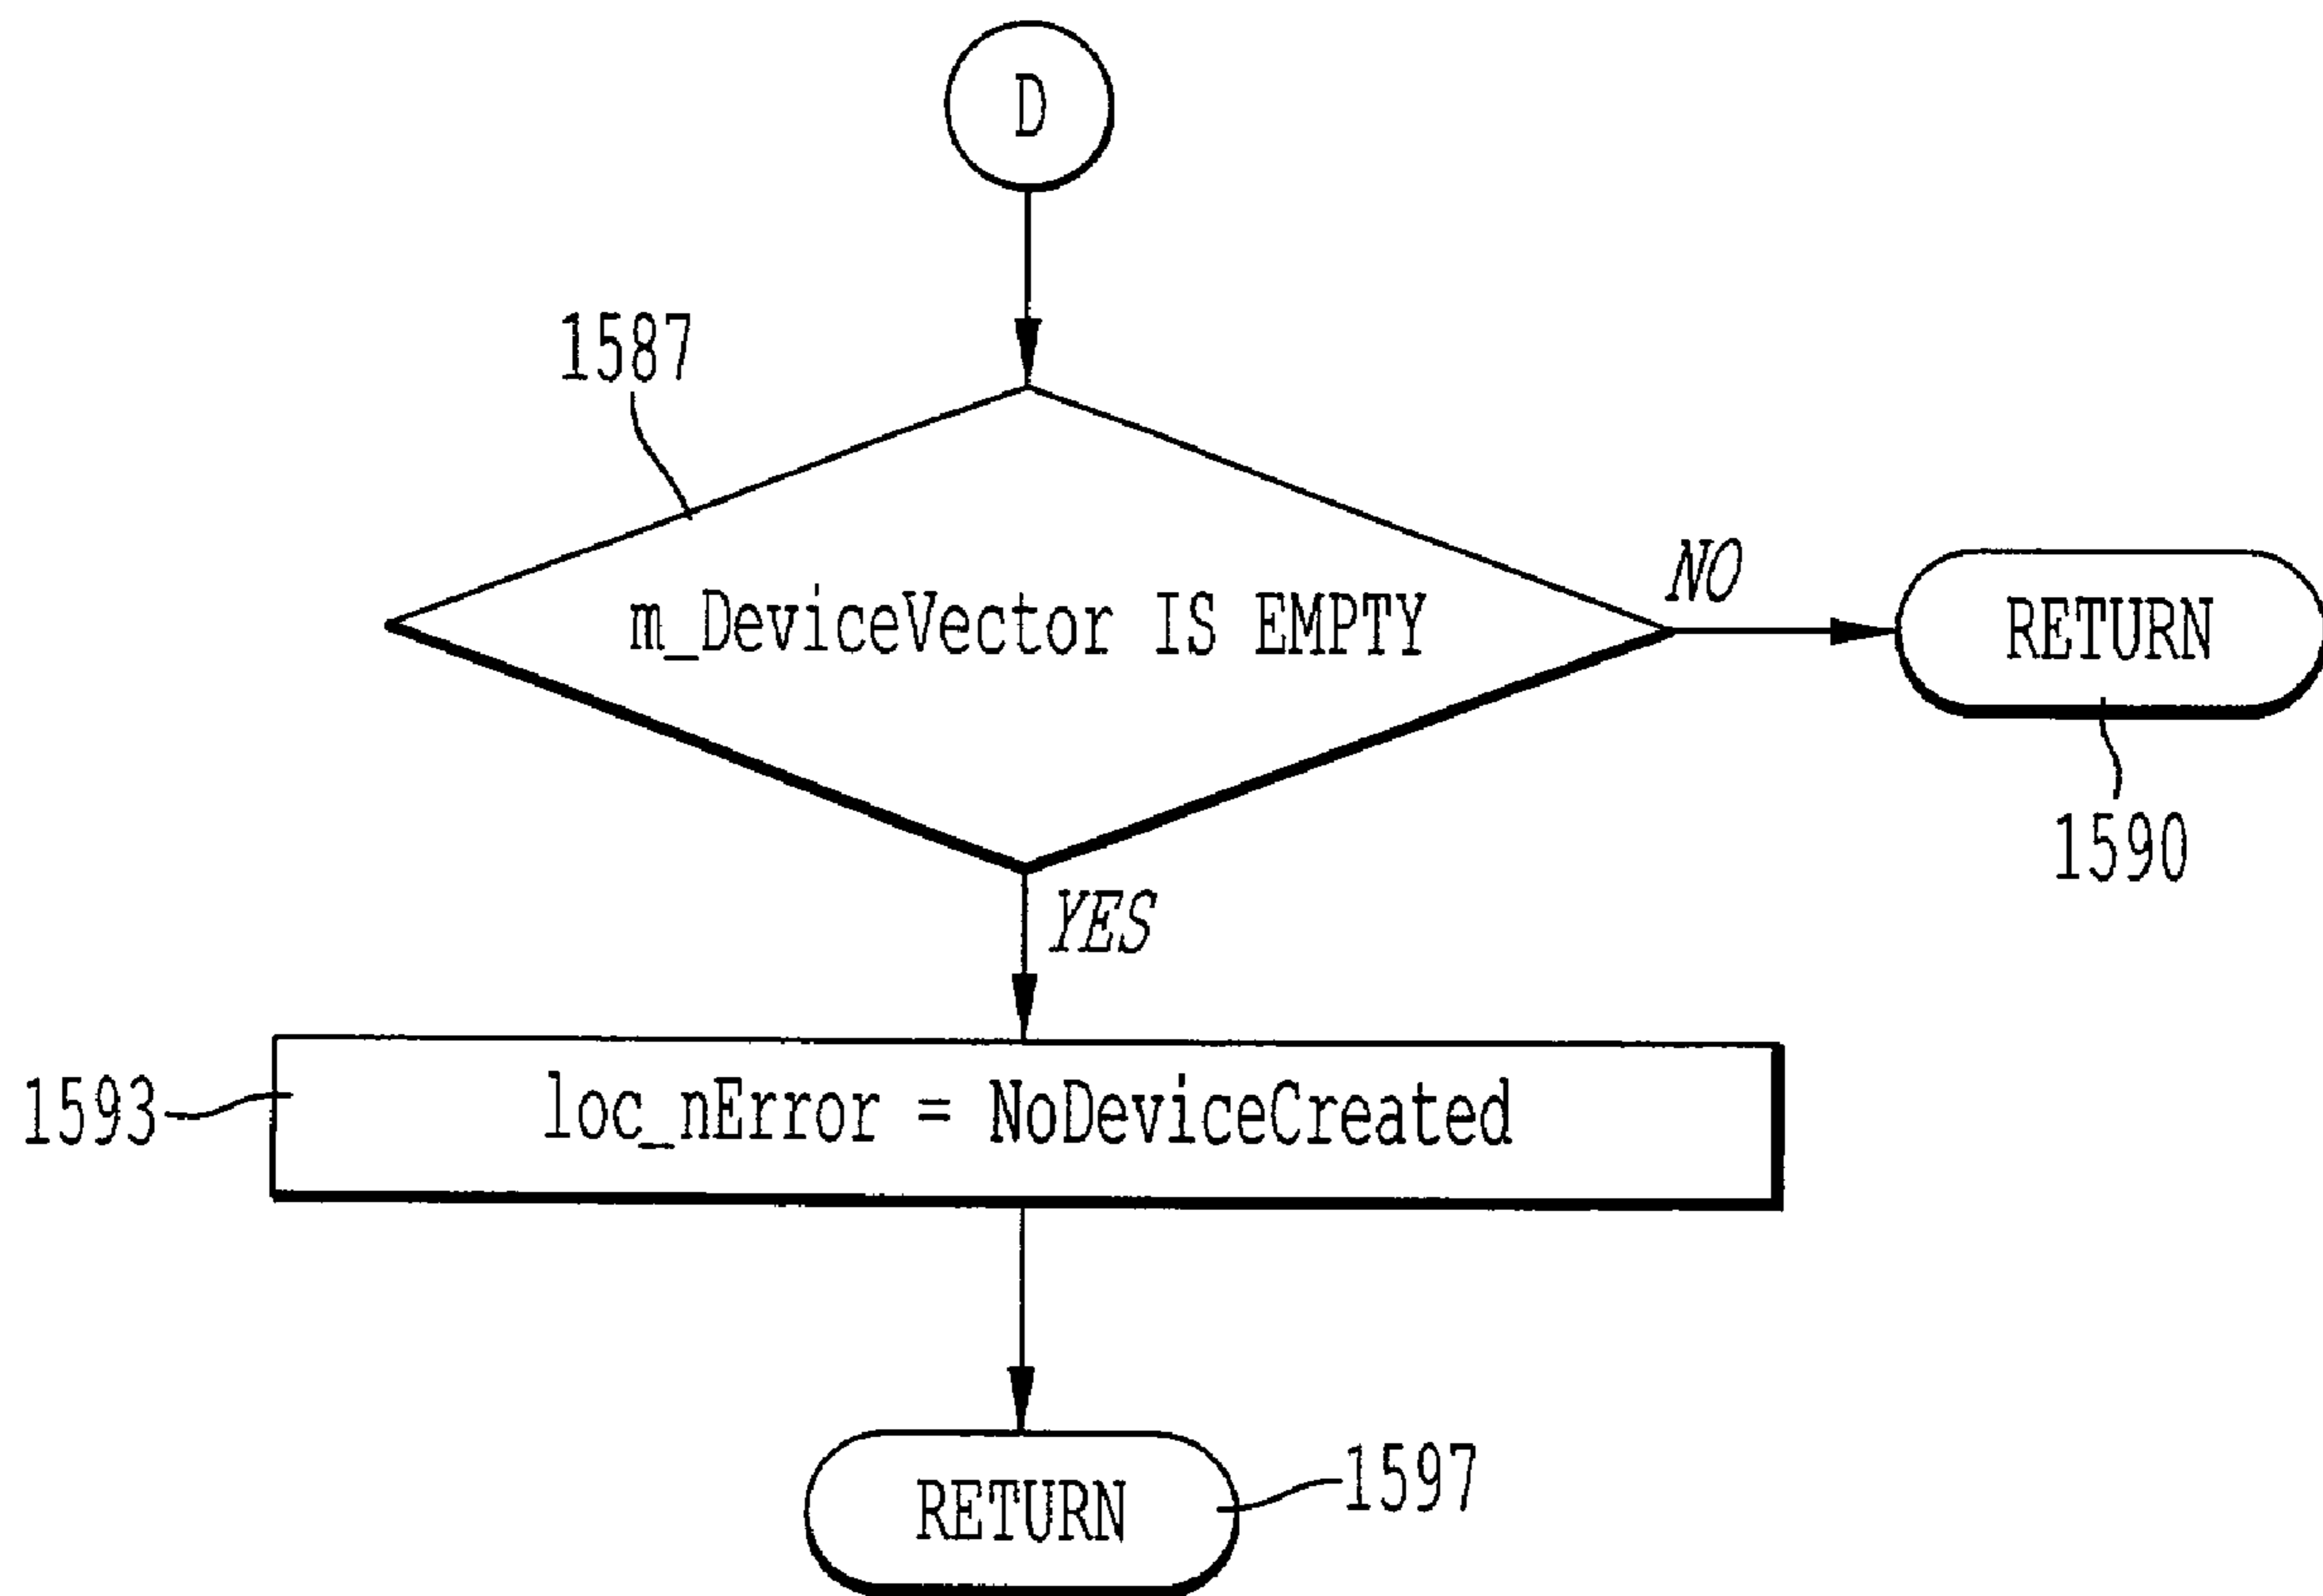 D
1587
m_DeviceVector IS EMPTY
NO
RETURN
1590
YES
1593
loc_nError = NoDeviceCreated
RETURN
1597